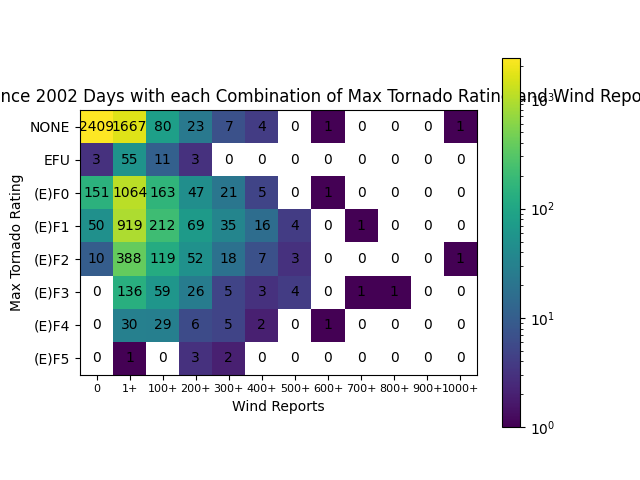 nce 2002 Days with each Combination of Max Tornado Rating and Wind Repo
NONE 2409 1667 80 23 7 4 0 1 0 0 0 1
EFU 3 55 11 3 0 0 0 0 0 0 0 0
(E)F0 151 1064 163 47 21 5 0 1 0 0 0 0
(E)F1 50 919 212 69 35 16 4 0 1 0 0 0
(E)F2 10 388 119 52 18 7 3 0 0 0 0 1
(E)F3 0 136 59 26 5 3 4 0 1 1 0 0
(E)F4 0 30 29 6 5 2 0 1 0 0 0 0
(E)F5 0 1 0 3 2 0 0 0 0 0 0 0
0 1+ 100+ 200+ 300+ 400+ 500+ 600+ 700+ 800+ 900+ 1000+
Wind Reports
Max Tornado Rating
10³
10²
10¹
10⁰